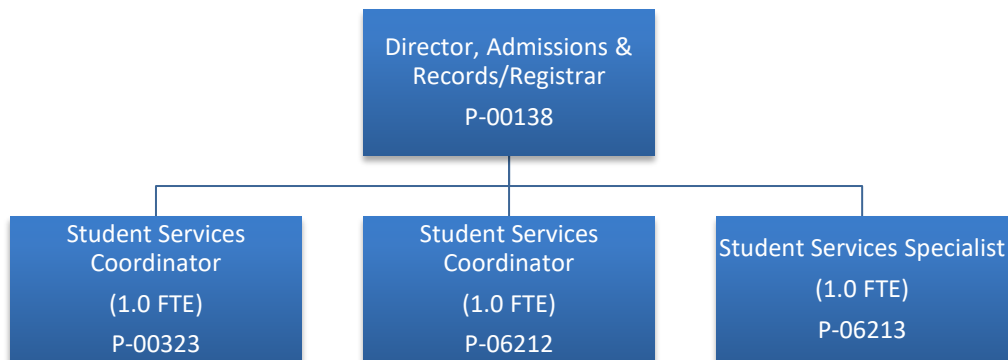 Director, Admissions &
Records/Registrar
P-00138
Student Services
Coordinator
(1.0 FTE)
P-00323
Student Services
Coordinator
(1.0 FTE)
P-06212
Student Services Specialist
(1.0 FTE)
P-06213